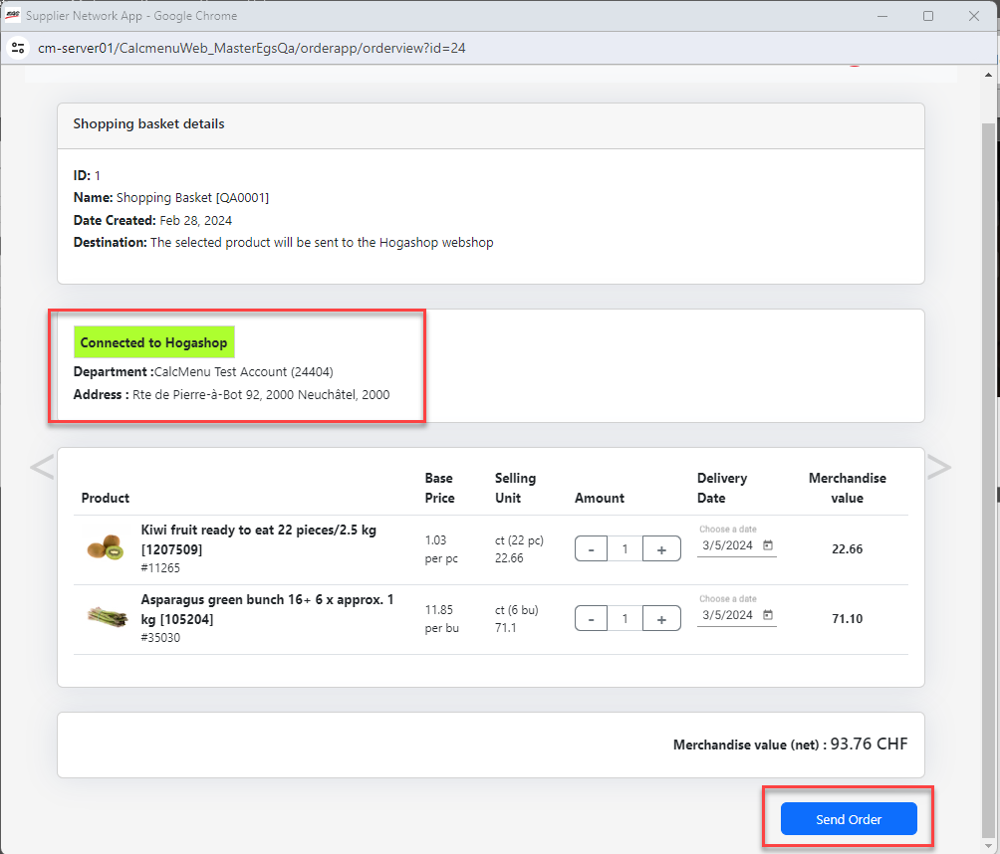 Supplier Network App - Google Chrome
cm-server01/CalcmenuWeb_MasterEgsQa/orderapp/orderview?id=24
Shopping basket details
ID: 1
Name: Shopping Basket [QA0001]
Date Created: Feb 28, 2024
Destination: The selected product will be sent to the Hogashop webshop
Connected to Hogashop
Department :CalcMenu Test Account (24404)
Address : Rte de Pierre-à-Bot 92, 2000 Neuchâtel, 2000
Product
Base Price
Selling Unit
Amount
Delivery Date
Merchandise value
Kiwi fruit ready to eat 22 pieces/2.5 kg
[1207509]
#11265
1.03
per pc
ct (22 pc)
22.66
- 1 +
Choose a date
3/5/2024
22.66
Asparagus green bunch 16+ 6 x approx. 1
kg [105204]
#35030
11.85
per bu
ct (6 bu)
71.1
- 1 +
Choose a date
3/5/2024
71.10
Merchandise value (net) : 93.76 CHF
Send Order